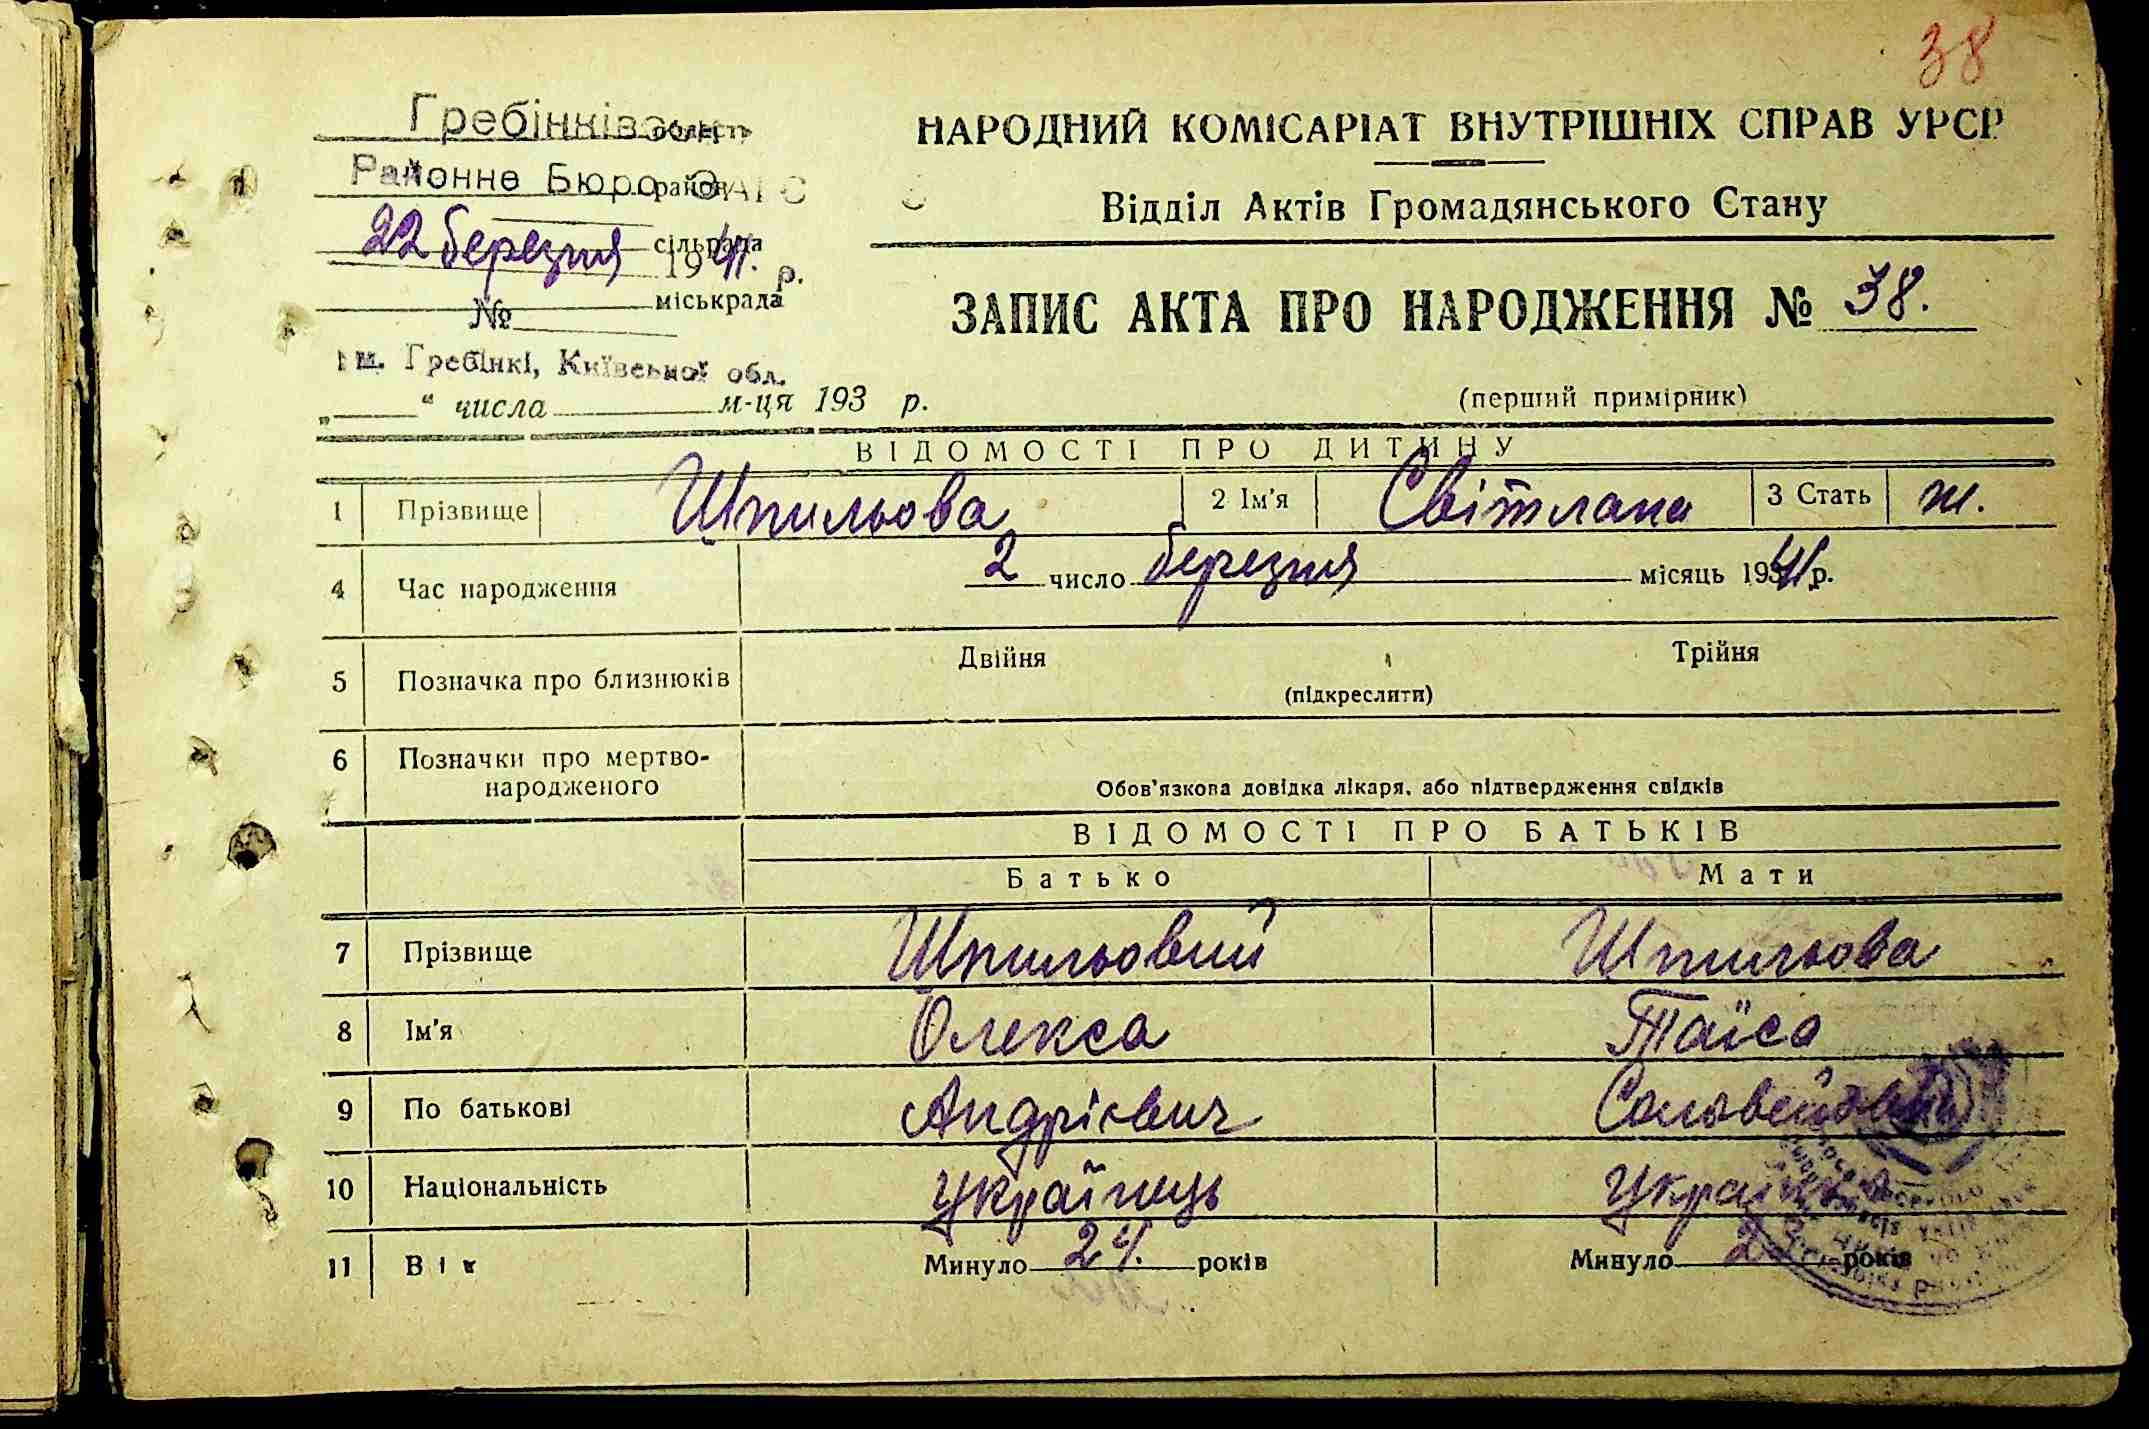 38
Гребінківське область
Районне Бюро ЗАГС район
22 березня 1941 р. сільрада
№ міськрада
м. Гребінкі, Київської обл.
„ “ числа м-ця 193 р.
НАРОДНИЙ КОМІСАРІАТ ВНУТРІШНІХ СПРАВ УРСР
Відділ Актів Громадянського Стану
ЗАПИС АКТА ПРО НАРОДЖЕННЯ № 38.
(перший примірник)
ВІДОМОСТІ ПРО ДИТИНУ
1 Прізвище Шпильова 2 Ім'я Світлана 3 Стать ж.
4 Час народження 2 число березня місяць 1941 р.
5 Позначка про близнюків Двійня Трійня
(підкреслити)
6 Позначки про мертво-
народженого
Обов'язкова довідка лікаря, або підтвердження свідків
ВІДОМОСТІ ПРО БАТЬКІВ
Батько Мати
7 Прізвище Шпильовий Шпильова
8 Ім'я Олекса Таїса
9 По батькові Андрієвич
10 Національність Українець Українка
11 Вік Минуло 24. років Минуло років